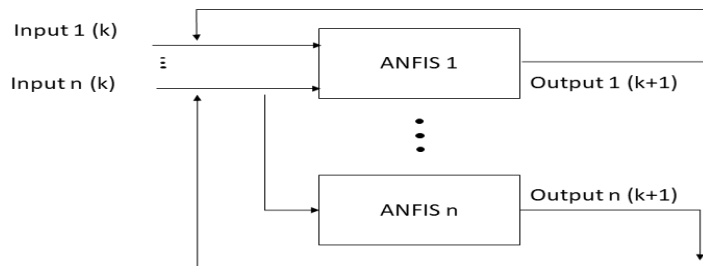 Input 1 (k)
Input n (k)
ANFIS 1
Output 1 (k+1)
ANFIS n
Output n (k+1)